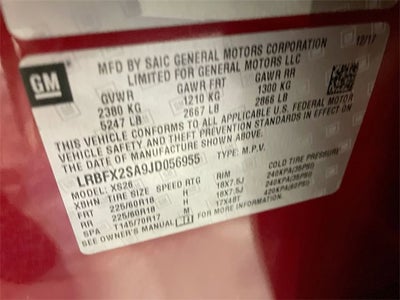 GM
MFD BY SAIC GENERAL MOTORS CORPORATION 10/17
LIMITED FOR GENERAL MOTORS LLC
GVWR GAWR FRT GAWR RR
2380 KG 1210 KG 1300 KG
5247 LB 2667 LB 2866 LB
THIS VEHICLE CONFORMS TO ALL APPLICABLE U.S. FEDERAL MOTOR
VEHICLE SAFETY AND THEFT PREVENTION STANDARDS IN EFFECT ON
THE DATE OF MANUFACTURE SHOWN ABOVE.
LRBFX2SA9JD056955 TYPE: M.P.V.
MODEL: XS26
XBHN TIRE SIZE SPEED RTG RIM COLD TIRE PRESSURE
FRT 225/60R18 H 18X7.5J 240KPA(35PSI)
RR 225/60R18 H 18X7.5J 240KPA(35PSI)
SPA T145/70R17 M 17X4BT 420KPA(60PSI)
SEE OWNER'S MANUAL FOR MORE INFORMATION.